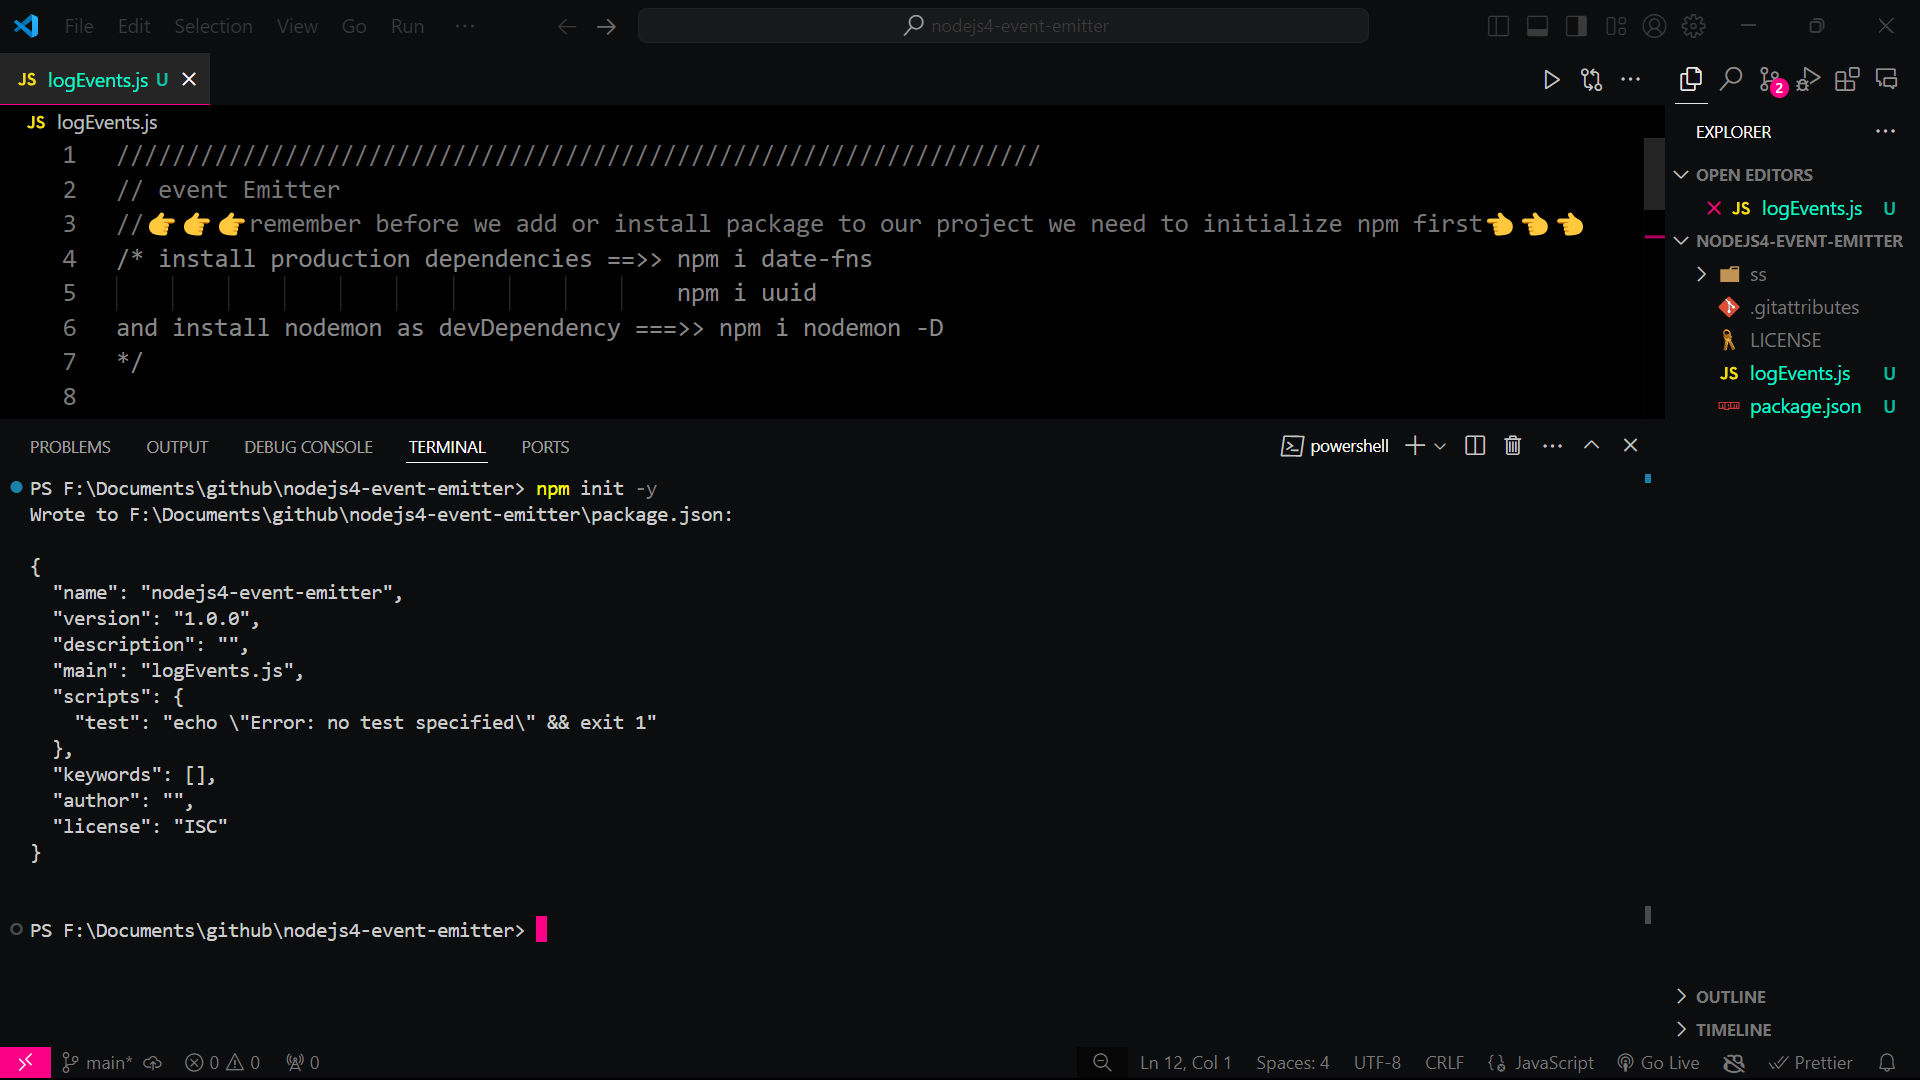 File Edit Selection View Go Run ··· nodejs4-event-emitter
JS logEvents.js U
JS logEvents.js
1 //////////////////////////////////////////////////////////////////
2 // event Emitter
3 //👉👉👉remember before we add or install package to our project we need to initialize npm first👈👈👈
4 /* install production dependencies ==>> npm i date-fns
5 npm i uuid
6 and install nodemon as devDependency ===>> npm i nodemon -D
7 */
8
PROBLEMS OUTPUT DEBUG CONSOLE TERMINAL PORTS powershell
PS F:\Documents\github\nodejs4-event-emitter> npm init -y
Wrote to F:\Documents\github\nodejs4-event-emitter\package.json:
{
"name": "nodejs4-event-emitter",
"version": "1.0.0",
"description": "",
"main": "logEvents.js",
"scripts": {
"test": "echo \"Error: no test specified\" && exit 1"
},
"keywords": [],
"author": "",
"license": "ISC"
}
PS F:\Documents\github\nodejs4-event-emitter>
2
EXPLORER
OPEN EDITORS
JS logEvents.js U
NODEJS4-EVENT-EMITTER
ss
.gitattributes
LICENSE
JS logEvents.js U
package.json U
OUTLINE
TIMELINE
main* 0 0 0 Ln 12, Col 1 Spaces: 4 UTF-8 CRLF {} JavaScript Go Live Prettier